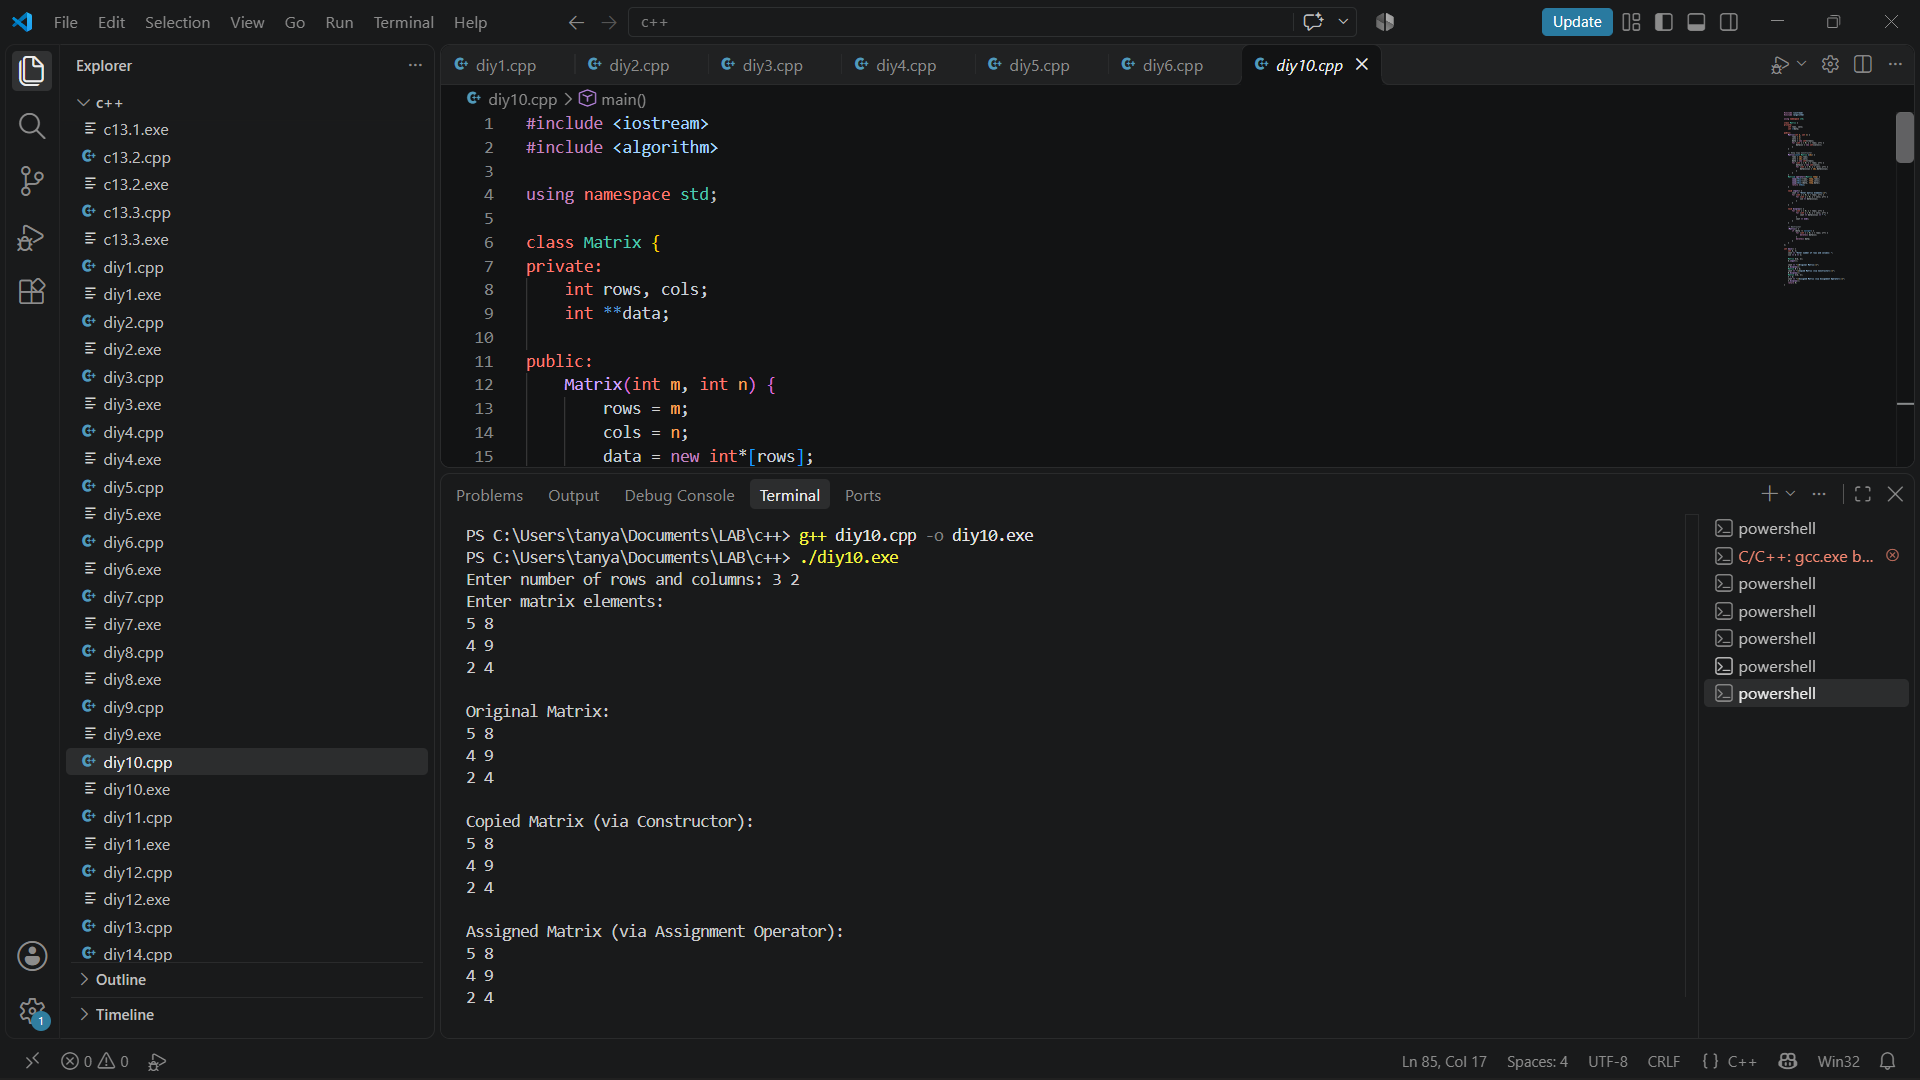 File Edit Selection View Go Run Terminal Help
c++
Update
Explorer
c++
c13.1.exe
c13.2.cpp
c13.2.exe
c13.3.cpp
c13.3.exe
diy1.cpp
diy1.exe
diy2.cpp
diy2.exe
diy3.cpp
diy3.exe
diy4.cpp
diy4.exe
diy5.cpp
diy5.exe
diy6.cpp
diy6.exe
diy7.cpp
diy7.exe
diy8.cpp
diy8.exe
diy9.cpp
diy9.exe
diy10.cpp
diy10.exe
diy11.cpp
diy11.exe
diy12.cpp
diy12.exe
diy13.cpp
diy14.cpp
Outline
Timeline
1
diy1.cpp diy2.cpp diy3.cpp diy4.cpp diy5.cpp diy6.cpp diy10.cpp
diy10.cpp > main()
1 #include <iostream>
2 #include <algorithm>
3
4 using namespace std;
5
6 class Matrix {
7 private:
8 int rows, cols;
9 int **data;
10
11 public:
12 Matrix(int m, int n) {
13 rows = m;
14 cols = n;
15 data = new int*[rows];
Problems Output Debug Console Terminal Ports
PS C:\Users\tanya\Documents\LAB\c++> g++ diy10.cpp -o diy10.exe
PS C:\Users\tanya\Documents\LAB\c++> ./diy10.exe
Enter number of rows and columns: 3 2
Enter matrix elements:
5 8
4 9
2 4
Original Matrix:
5 8
4 9
2 4
Copied Matrix (via Constructor):
5 8
4 9
2 4
Assigned Matrix (via Assignment Operator):
5 8
4 9
2 4
powershell
C/C++: gcc.exe b...
powershell
powershell
powershell
powershell
powershell
0 0
Ln 85, Col 17 Spaces: 4 UTF-8 CRLF {} C++ Win32